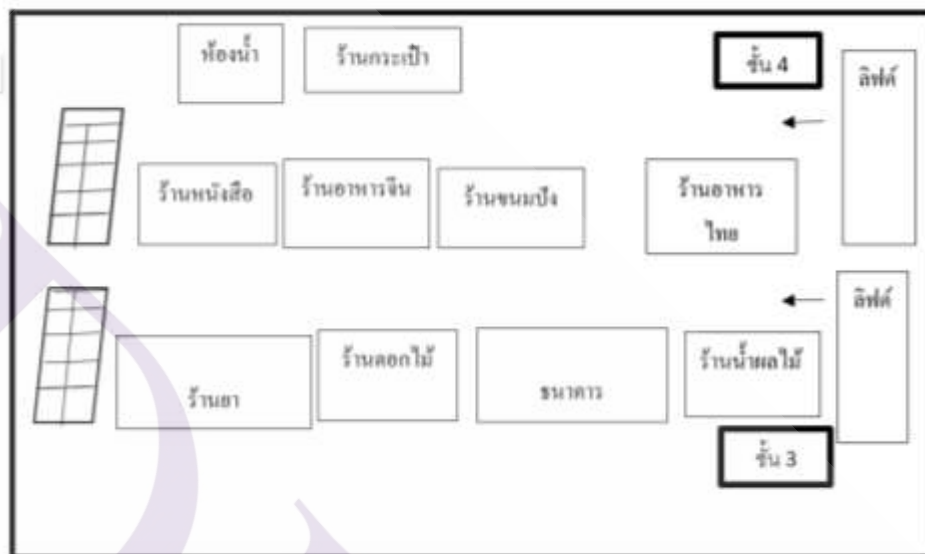 ห้องน้ำ
ร้านกระเป๋า
ชั้น 4
ลิฟต์
ร้านหนังสือ
ร้านอาหารจีน
ร้านขนมปัง
ร้านอาหาร
ไทย
ลิฟต์
ร้านยา
ร้านดอกไม้
ธนาคาร
ร้านน้ำผลไม้
ชั้น 3